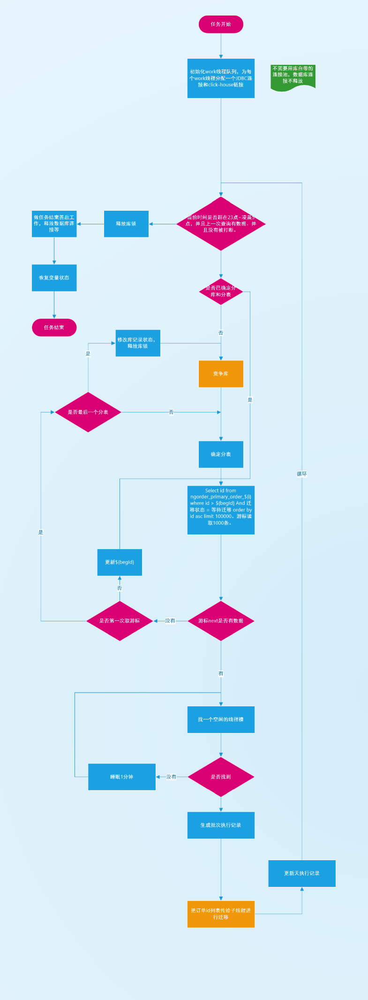 任务开始
初始化work线程队列，为每
个work线程分配一个JDBC连
接和click-house链接
不需要用库自带的
连接池，数据库连
接不释放
当前时间是否超在23点~凌晨5
点，并且上一次查询有数据。并
且没有被打断。
释放库锁
做任务结束善后工
作，释放数据库连
接等
恢复变量状态
任务结束
是否已确定分
库和分表
否
修改库记录状态，
释放库锁
是
竞争库
是
是否最后一个分表
否
确定分表
循环
Select id from
ngorder_primary_order_${i}
where id > ${begId} And 迁
移状态 = 等待迁移 order by
id asc limit 100000。游标读
取1000条。
是
更新${begId}
否
是否第一次取游标
没有
游标next是否有数据
有
找一个空闲的线程槽
睡眠1分钟
没有
是否找到
生成批次执行记录
更新天执行记录
把订单id列表传给子线程进
行迁移